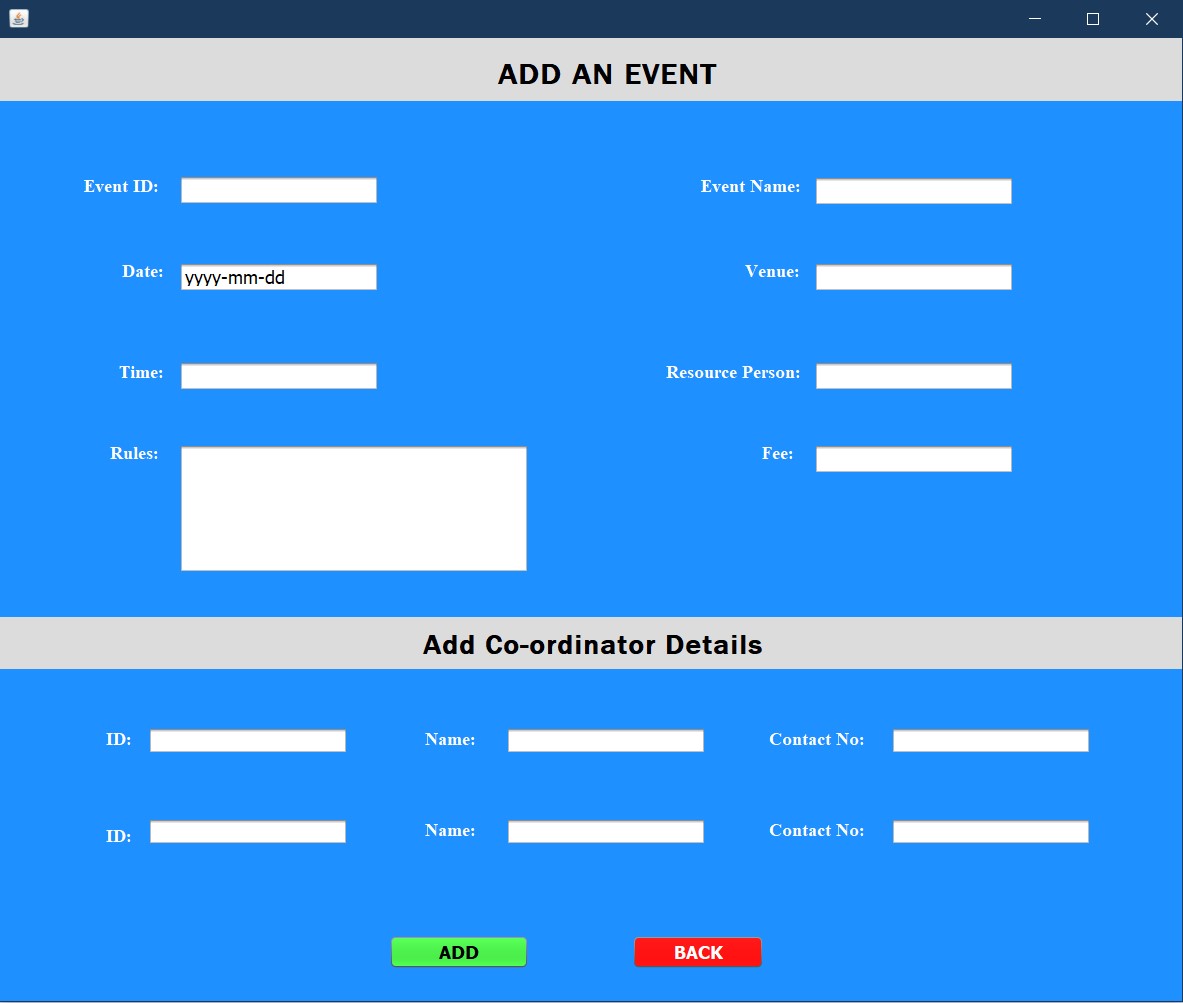 ADD AN EVENT
Event ID:
Event Name:
Date: yyyy-mm-dd
Venue:
Time:
Resource Person:
Rules:
Fee:
Add Co-ordinator Details
ID:
Name:
Contact No:
ID:
Name:
Contact No:
ADD
BACK